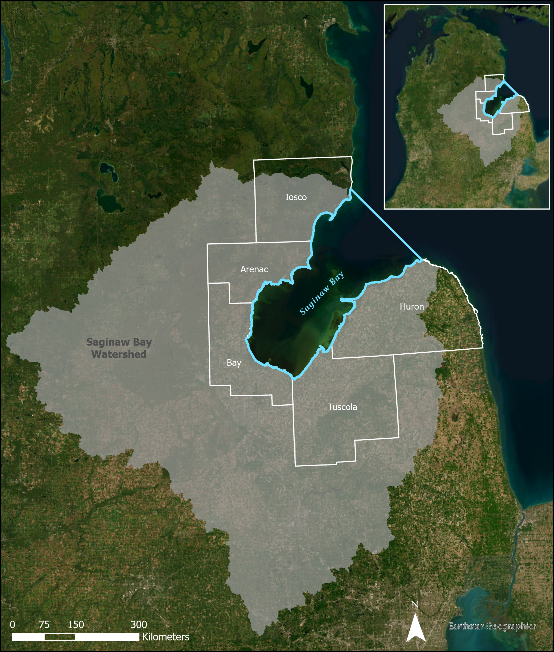 Iosco
Arenac
Saginaw Bay
Huron
Saginaw Bay
Watershed
Bay
Tuscola
N
0 75 150 300
Kilometers